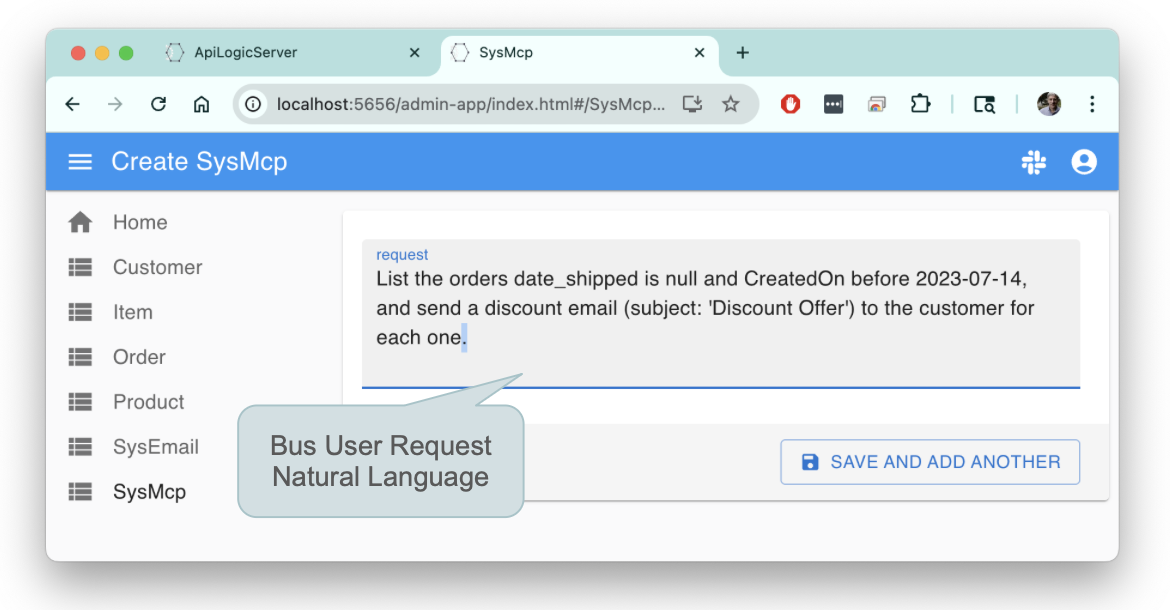 ApiLogicServer
SysMcp
localhost:5656/admin-app/index.html#/SysMcp...
Create SysMcp
Home
Customer
Item
Order
Product
SysEmail
SysMcp
request
List the orders date_shipped is null and CreatedOn before 2023-07-14,
and send a discount email (subject: 'Discount Offer') to the customer for
each one.
Bus User Request
Natural Language
SAVE AND ADD ANOTHER